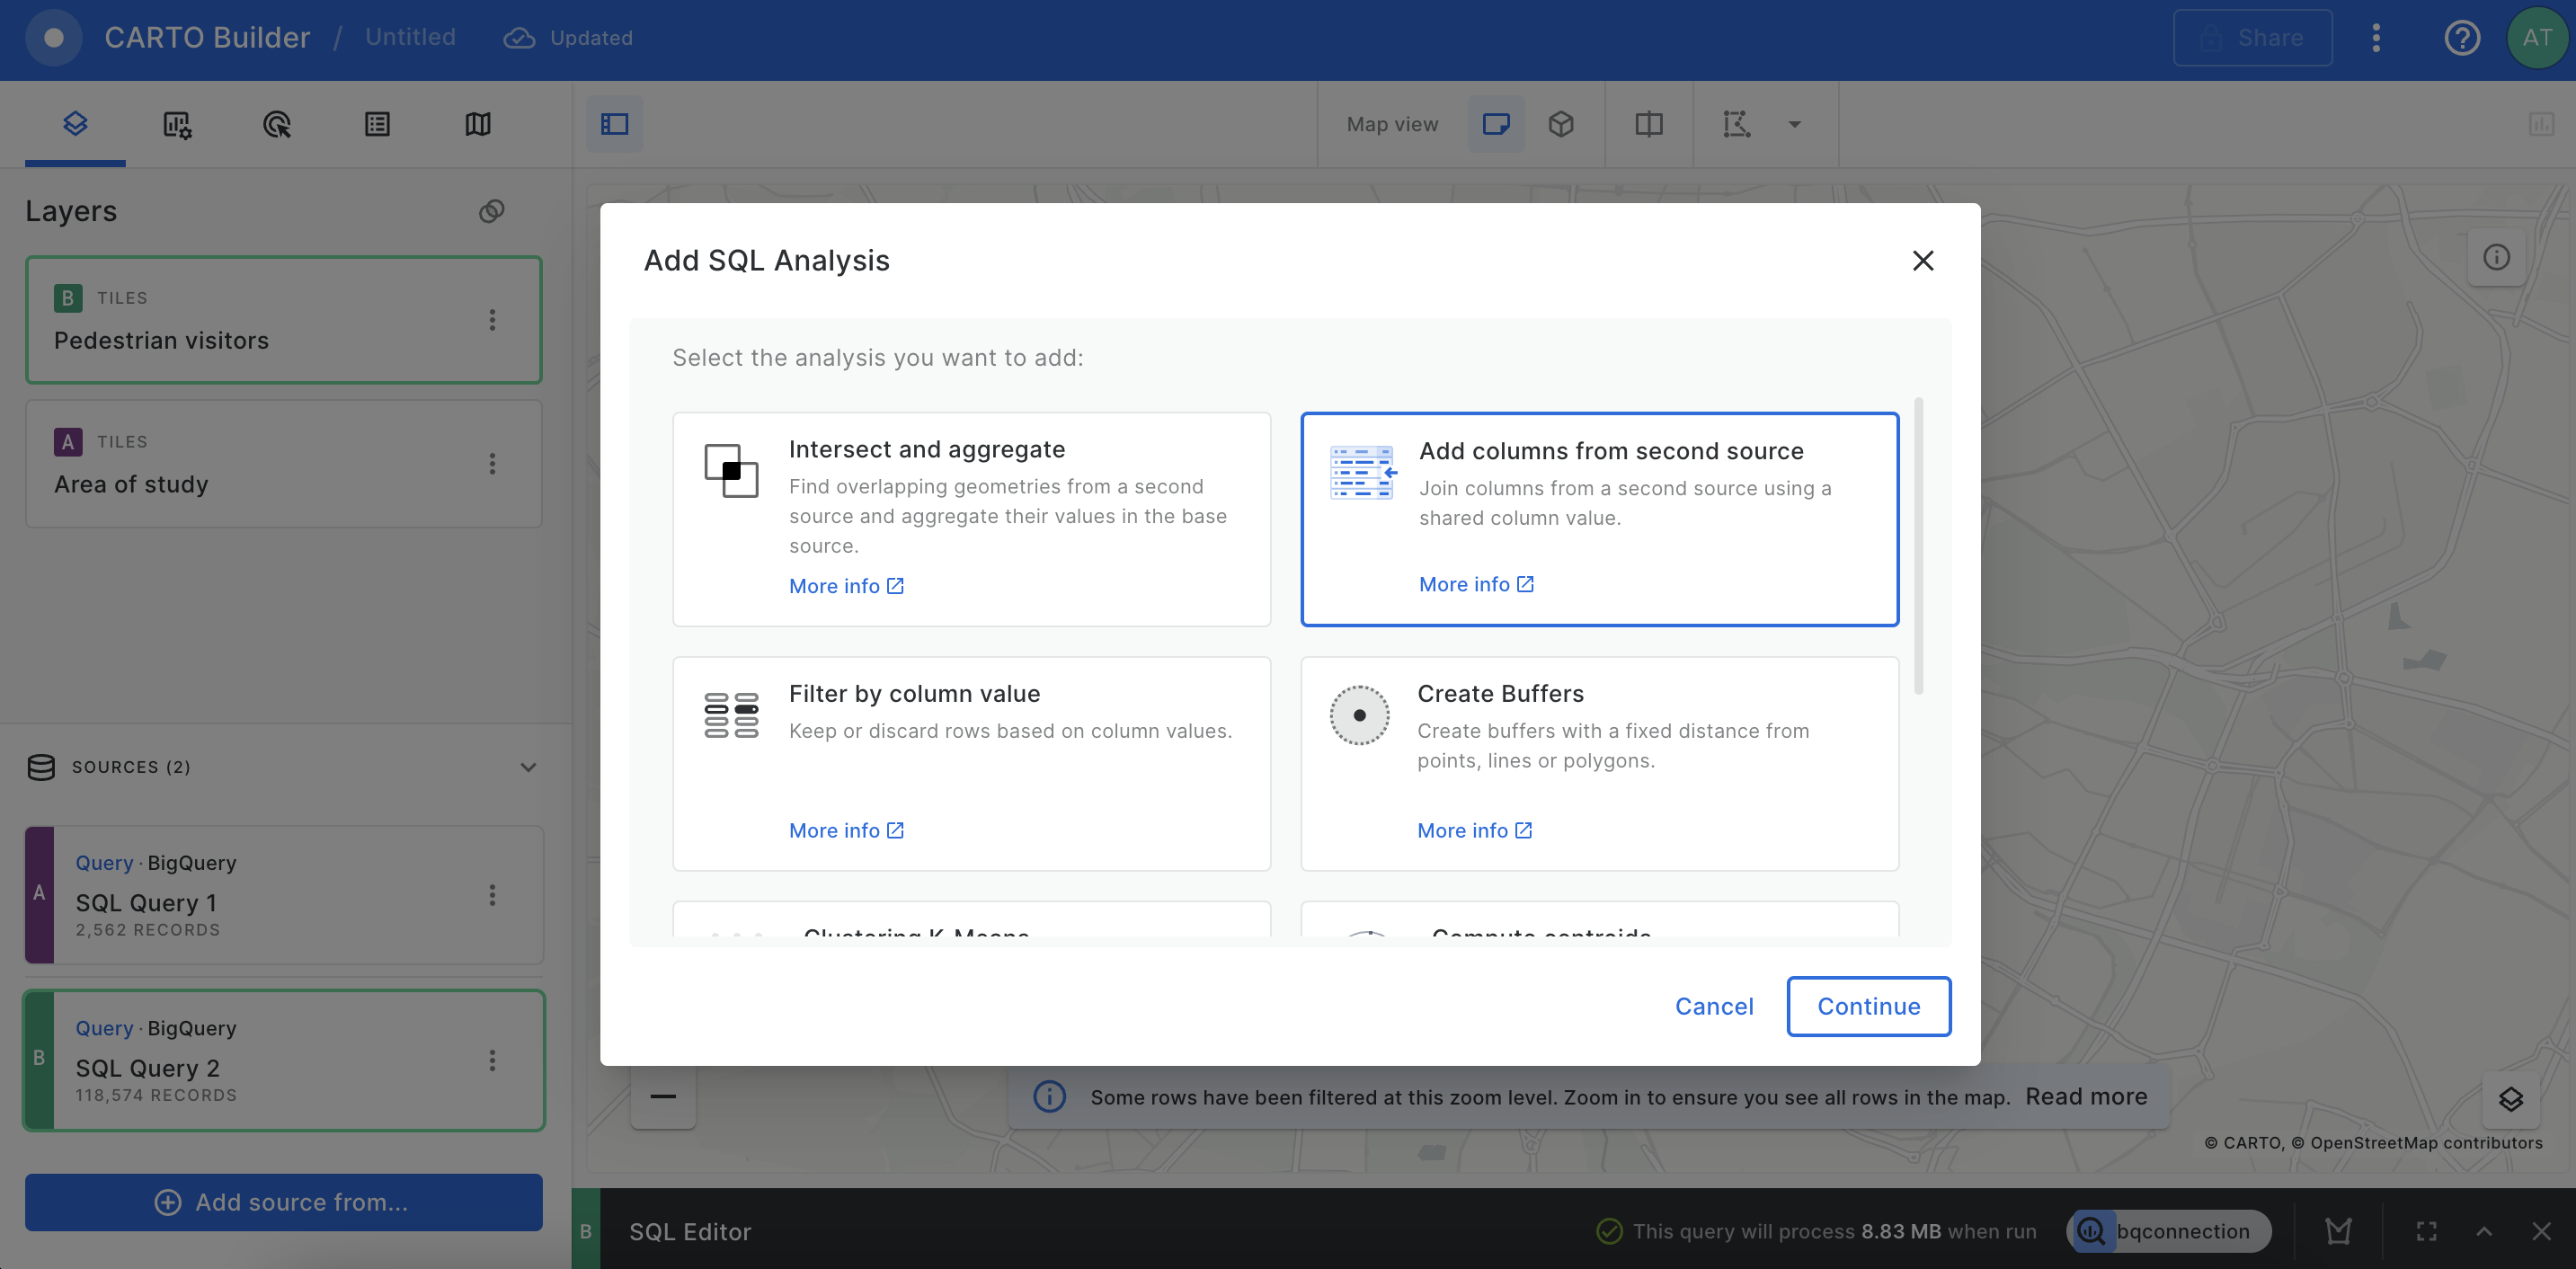 CARTO Builder / Untitled Updated
Share
AT
Map view
Layers
B TILES
Pedestrian visitors
A TILES
Area of study
SOURCES (2)
A
Query · BigQuery
SQL Query 1
2,562 RECORDS
B
Query · BigQuery
SQL Query 2
118,574 RECORDS
Add source from...
Add SQL Analysis
Select the analysis you want to add:
Intersect and aggregate
Find overlapping geometries from a second
source and aggregate their values in the base
source.
More info
Add columns from second source
Join columns from a second source using a
shared column value.
More info
Filter by column value
Keep or discard rows based on column values.
More info
Create Buffers
Create buffers with a fixed distance from
points, lines or polygons.
More info
Clustering K-Means
Compute centroids
Cancel
Continue
Some rows have been filtered at this zoom level. Zoom in to ensure you see all rows in the map. Read more
© CARTO, © OpenStreetMap contributors
B
SQL Editor
This query will process 8.83 MB when run
bqconnection